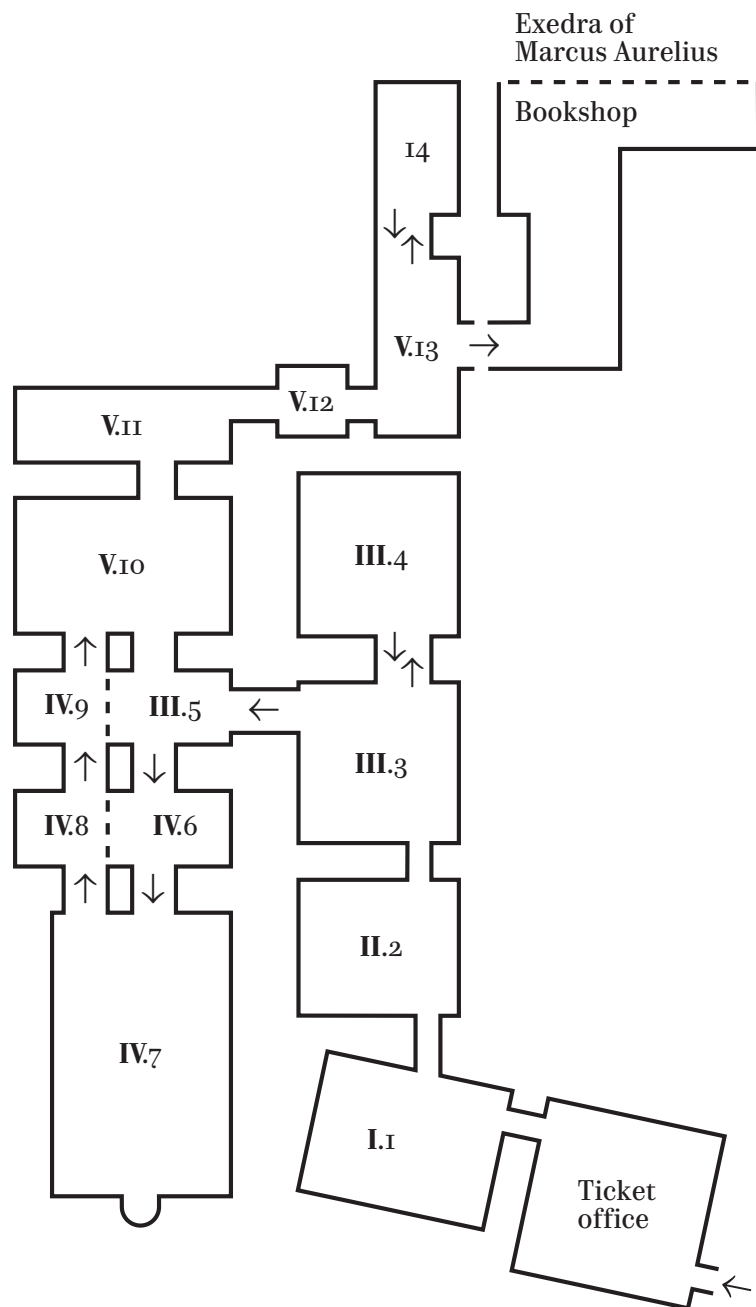 Exedra of
Marcus Aurelius
Bookshop
14
V.13
V.12
V.11
V.10
III.4
IV.9
III.5
III.3
IV.8
IV.6
II.2
IV.7
I.1
Ticket
office